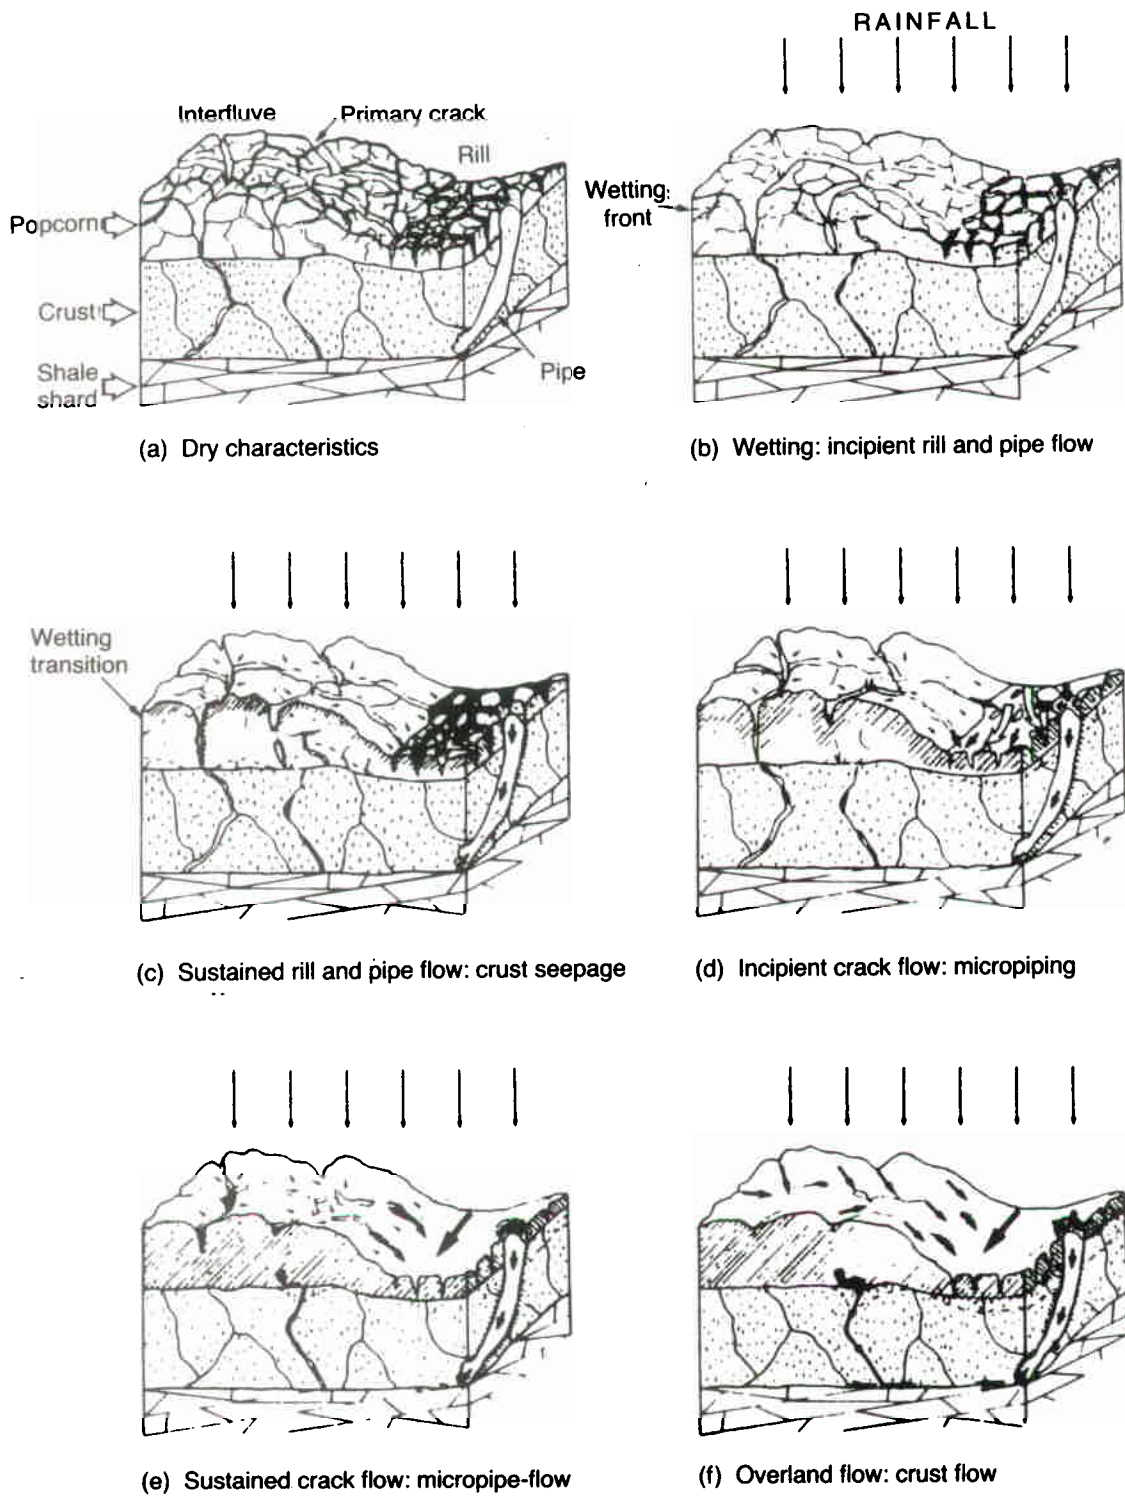 RAINFALL
Interfluve
Primary crack
Rill
Popcorn
Crust
Shale
shard
Pipe
Wetting
front
(a) Dry characteristics
(b) Wetting: incipient rill and pipe flow
Wetting
transition
(c) Sustained rill and pipe flow: crust seepage
(d) Incipient crack flow: micropiping
(e) Sustained crack flow: micropipe-flow
(f) Overland flow: crust flow